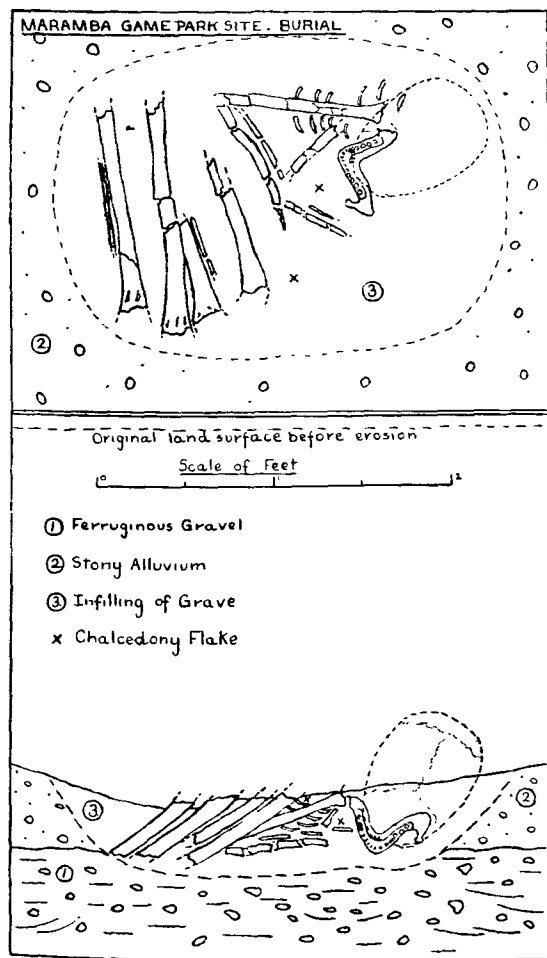 MARAMBA GAME PARK SITE. BURIAL
②
③
Original land surface before erosion
Scale of Feet
0 2
① Ferruginous Gravel
② Stony Alluvium
③ Infilling of Grave
x Chalcedony Flake
③
②
①